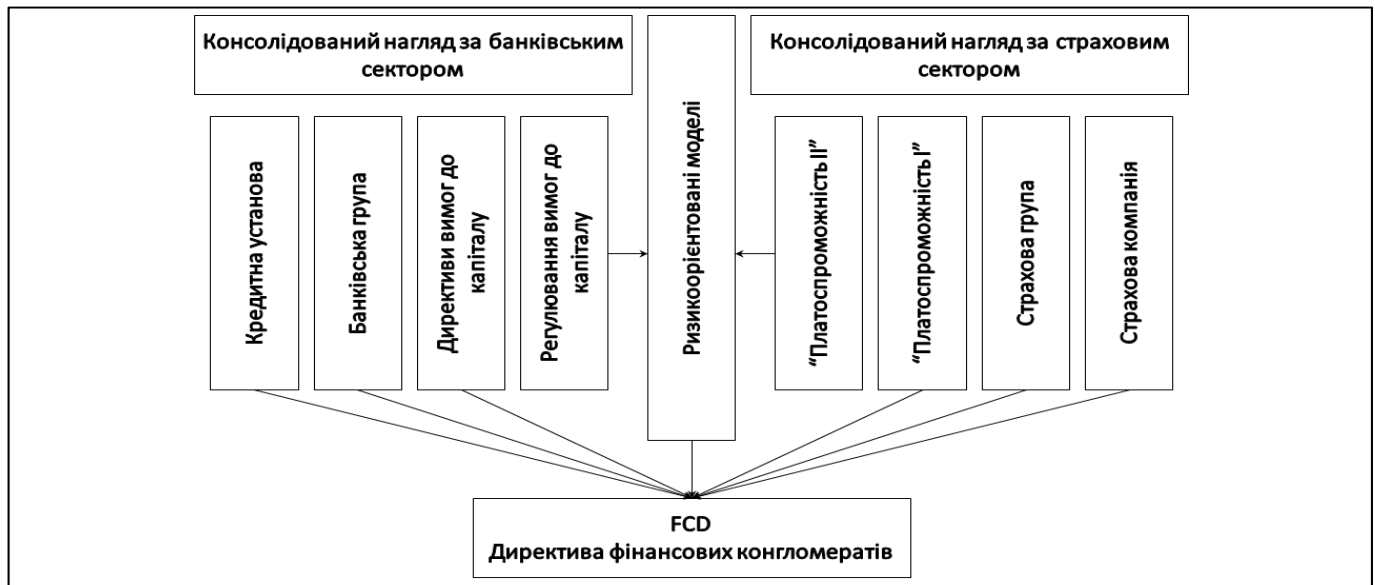 Консолідований нагляд за банківським
сектором
Консолідований нагляд за страховим
сектором
Кредитна установа
Банківська група
Директиви вимог до
капіталу
Регулювання вимог до
капіталу
Ризикоорієнтовані моделі
“Платоспроможність II”
“Платоспроможність I”
Страхова група
Страхова компанія
FCD
Директива фінансових конгломератів